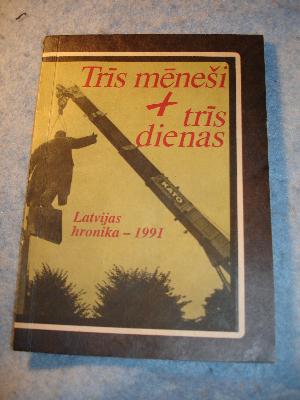 Trīs mēneši
+ trīs
dienas
KATO
Latvijas
hronika – 1991